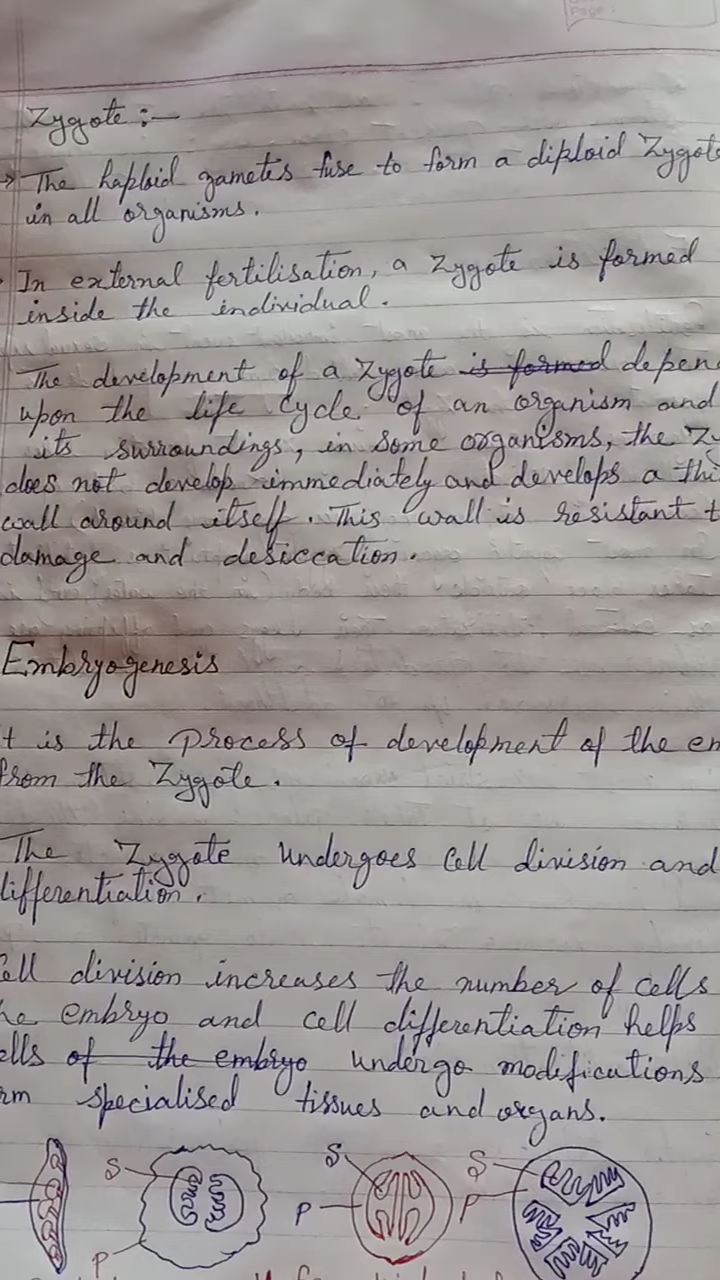 Page :
Zygote :-
→ The haploid gametes fuse to form a diploid Zygote
in all organisms.
In external fertilisation, a zygote is formed
inside the individual.
The development of a zygote is formed depen
upon the life cycle of an organism and
its surroundings, in some organisms, the Zy
does not develop immediately and develops a thi
wall around itself. This wall is resistant t
damage and desiccation.
Embryogenesis
t is the process of development of the em
from the Zygote.
The Zygote undergoes cell division and
differentiation.
Cell division increases the number of cells
he embryo and cell differentiation helps
ells of the embryo undergo modifications
rm specialised tissues and organs.
S S S
P P P